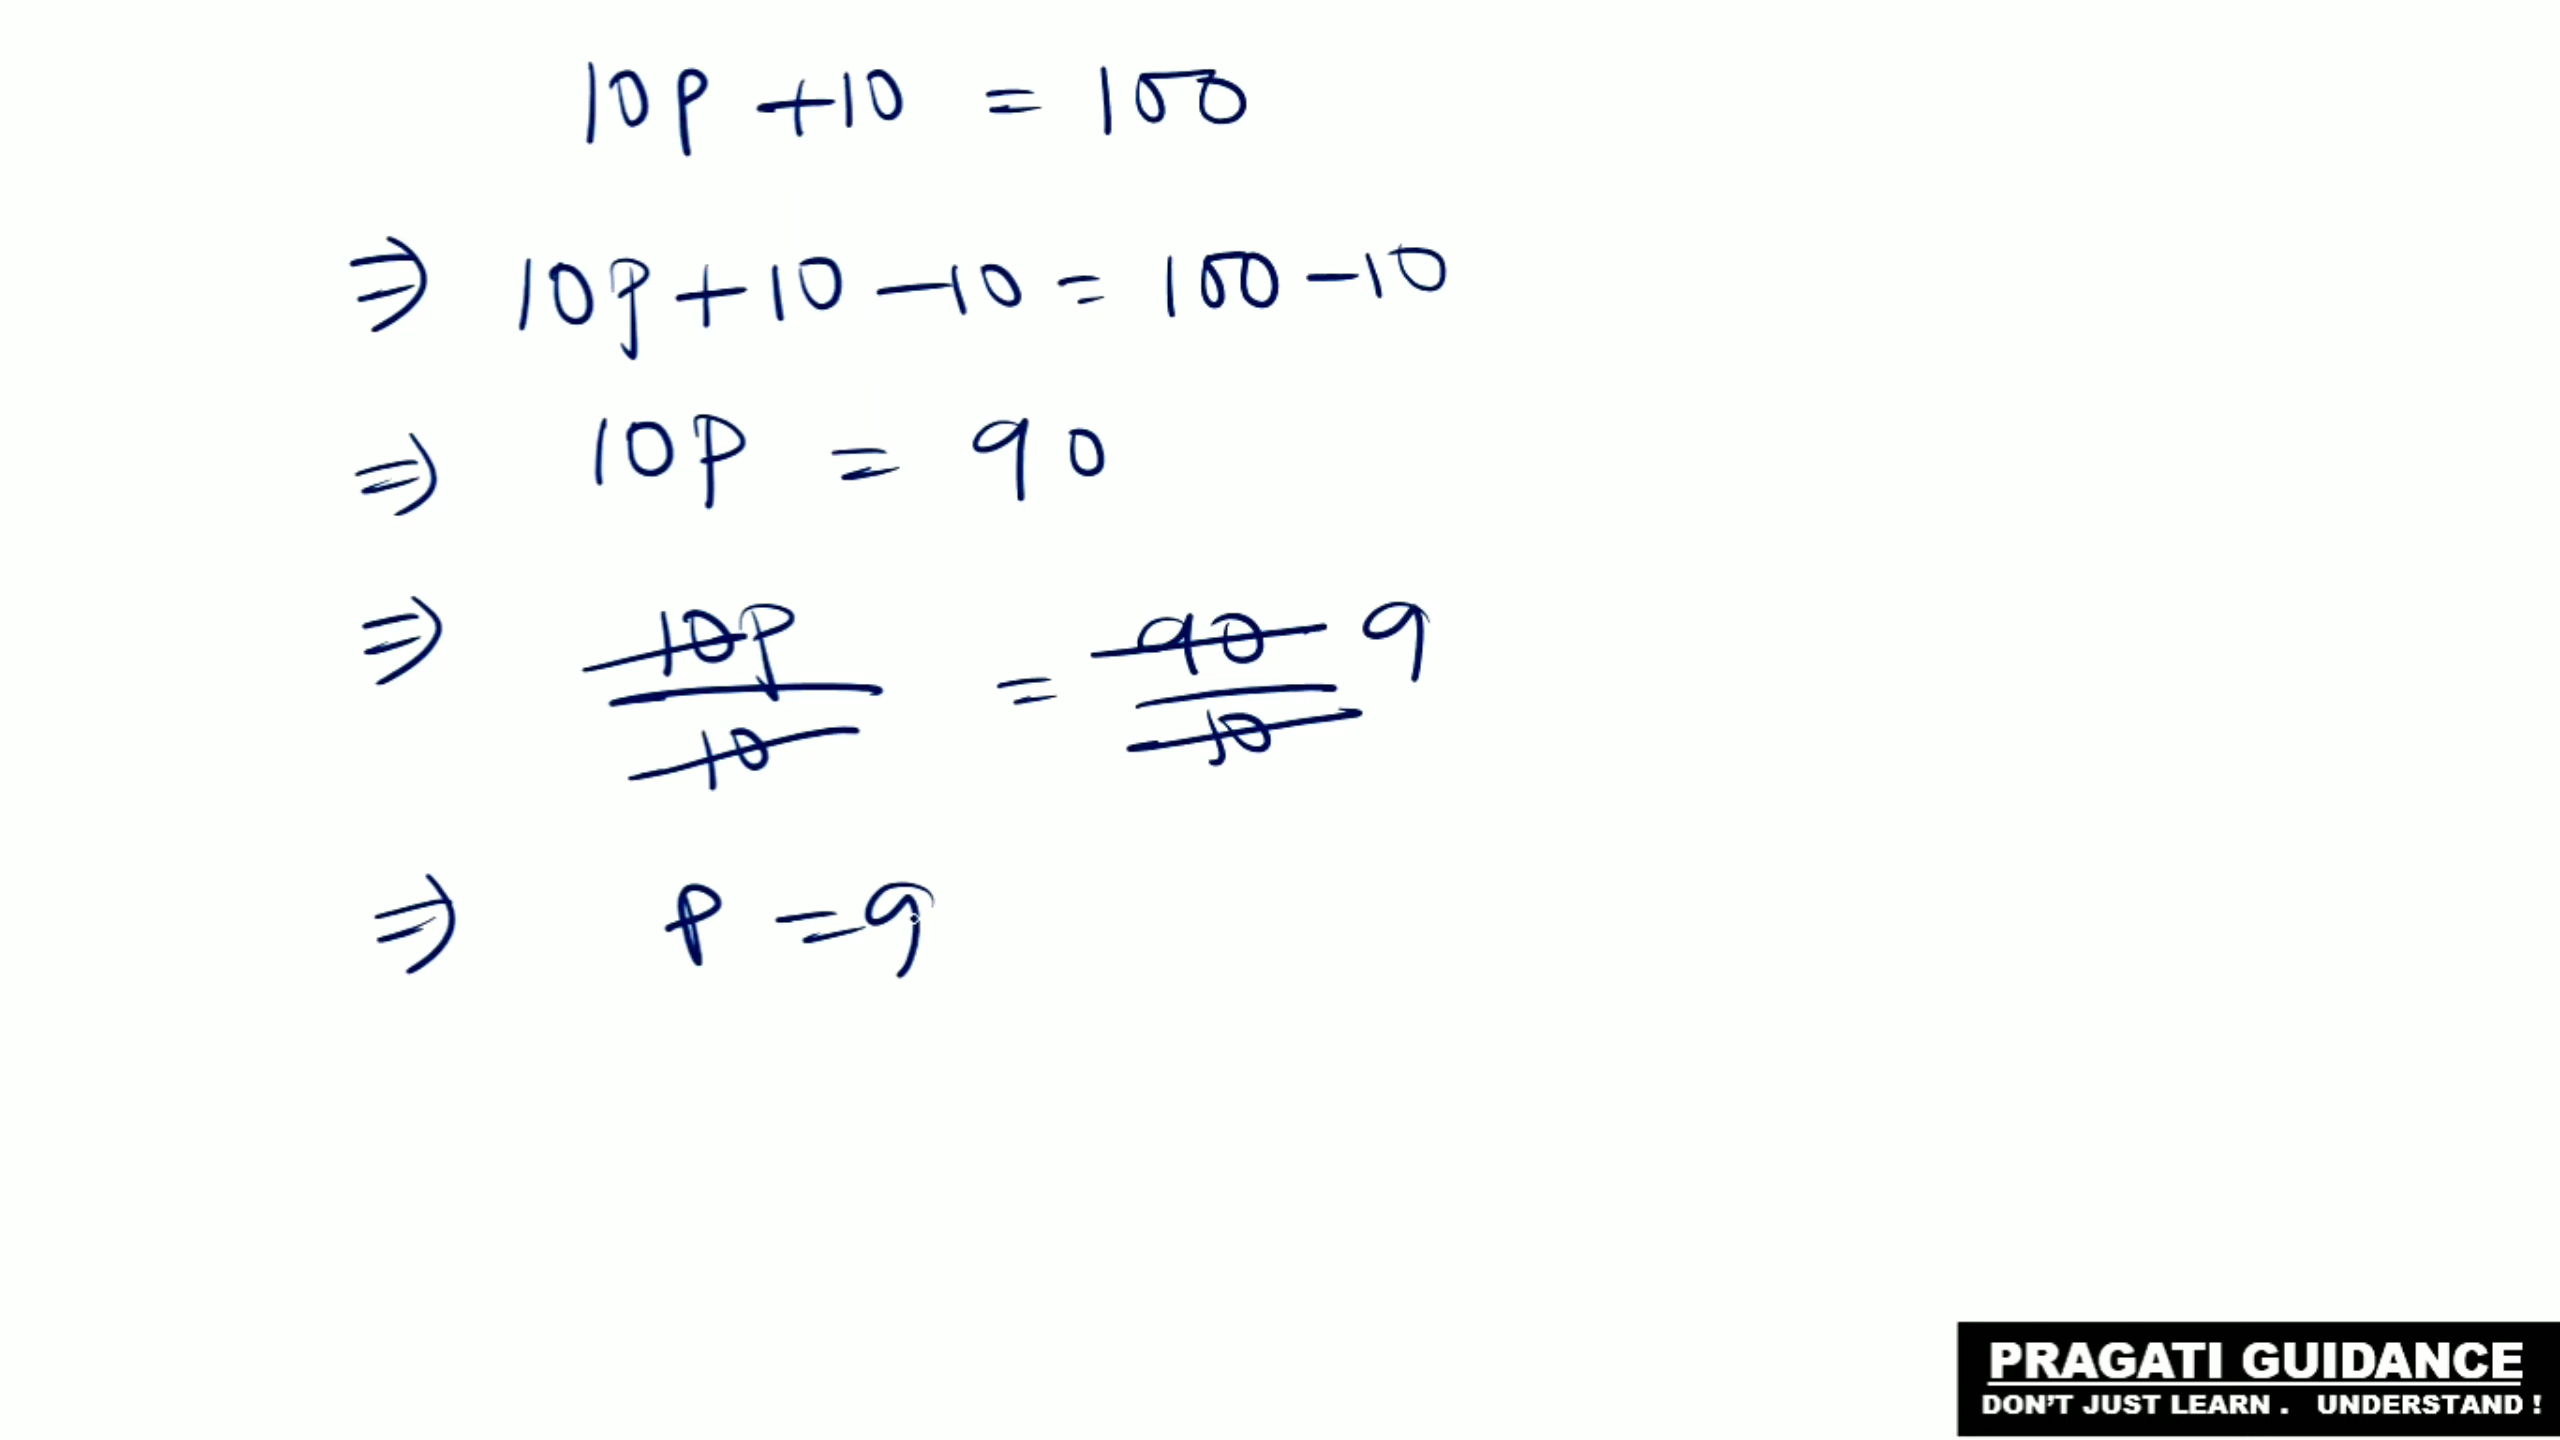 10p + 10 = 100
⇒ 10p + 10 - 10 = 100 - 10
⇒ 10p = 90
⇒ 10p/10 = 90/10 9
⇒ p = 9
PRAGATI GUIDANCE
DON'T JUST LEARN . UNDERSTAND !